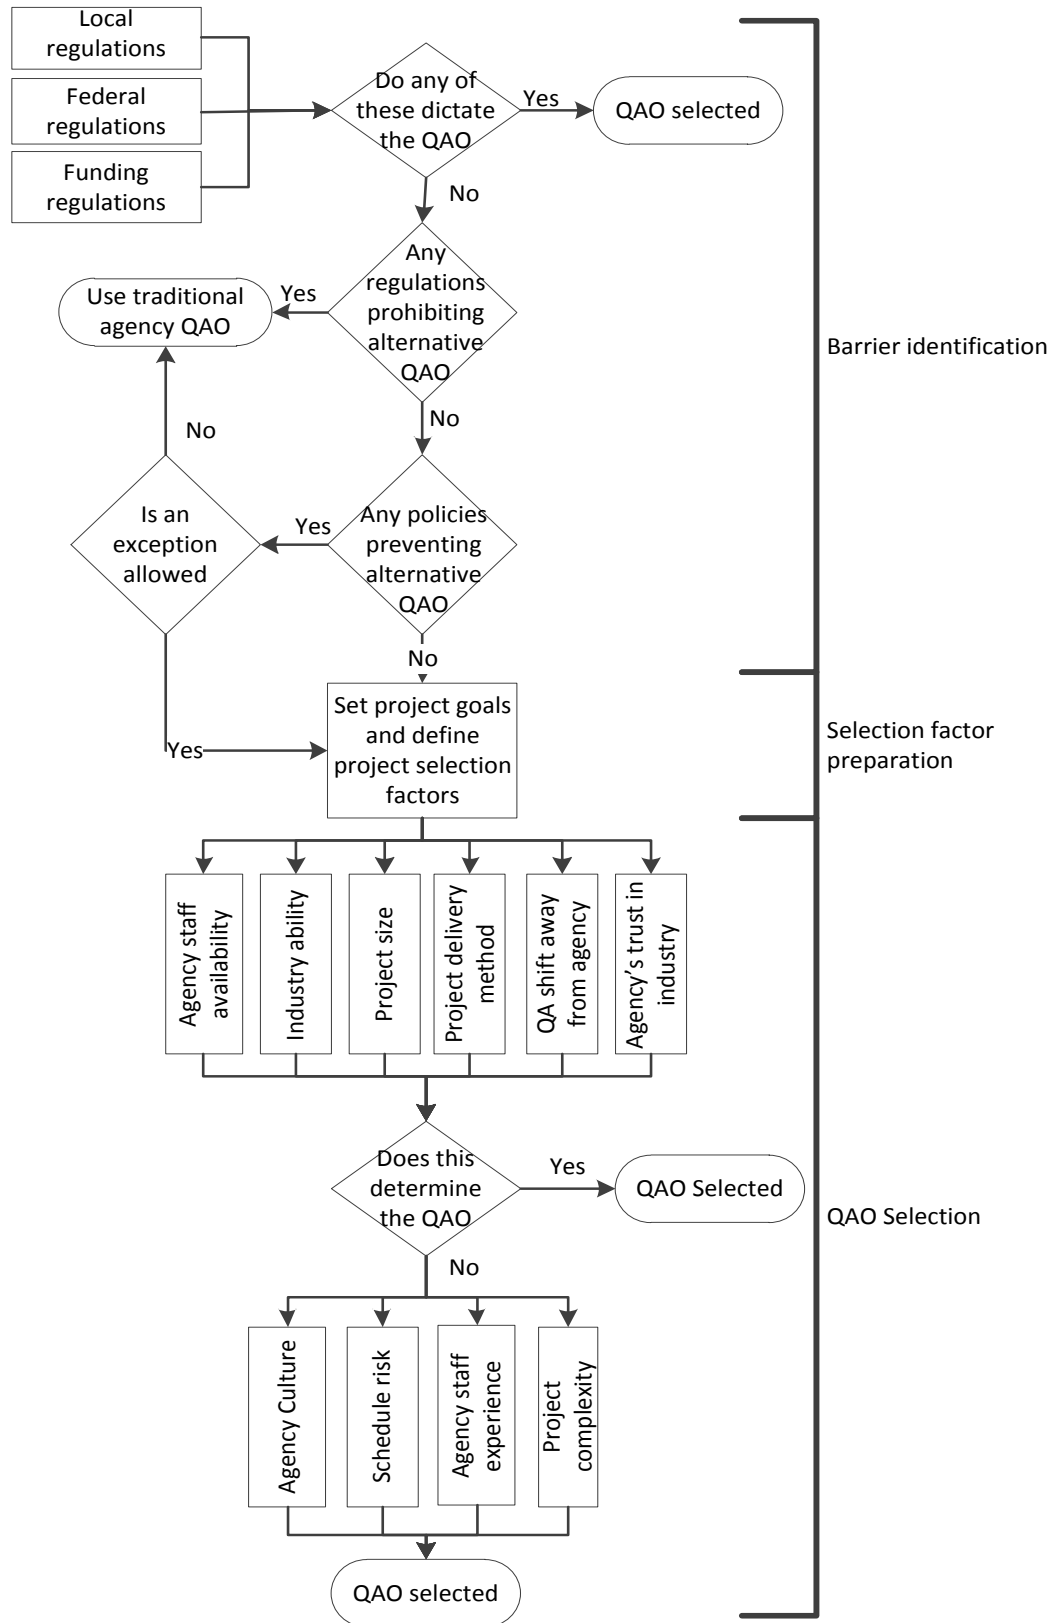 Local
regulations
Federal
regulations
Funding
regulations
Do any of
these dictate
the QAO
Yes
QAO selected
No
Any
regulations
prohibiting
alternative
QAO
Yes
Use traditional
agency QAO
Barrier identification
No
No
Any policies
preventing
alternative
QAO
Yes
Is an
exception
allowed
No
Yes
Set project goals
and define
project selection
factors
Selection factor
preparation
Agency staff
availability
Industry ability
Project size
Project delivery
method
QA shift away
from agency
Agency's trust in
industry
Does this
determine
the QAO
Yes
QAO Selected
QAO Selection
No
Agency Culture
Schedule risk
Agency staff
experience
Project
complexity
QAO selected